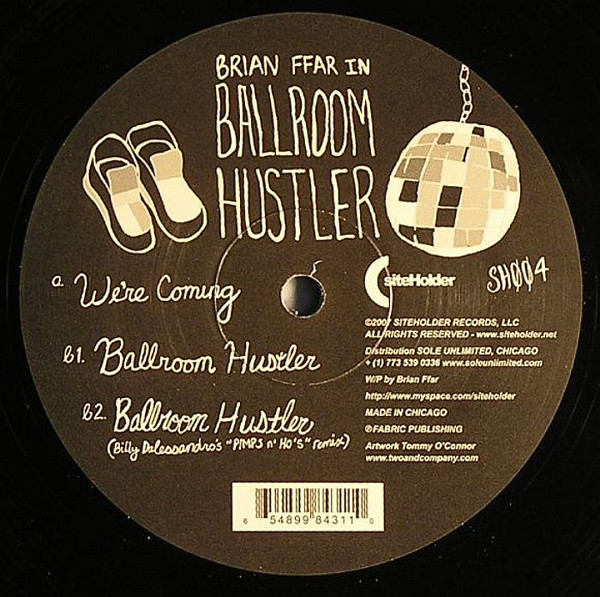 BRIAN FFAR IN
BALLROOM
HUSTLER
a. We're Coming
b1. Ballroom Hustler
b2. Ballroom Hustler
(Billy Dalessandro's "PIMPS n' HO'S" remix)
siteHolder
SHØØ4
©2007 SITEHOLDER RECORDS, LLC
ALL RIGHTS RESERVED - www.siteholder.net
Distribution SOLE UNLIMITED, CHICAGO
+ (1) 773 539 0336 www.soleunlimited.com
W/P by Brian Ffar
http://www.myspace.com/siteholder
MADE IN CHICAGO
℗FABRIC PUBLISHING
Artwork Tommy O'Connor
www.twoandcompany.com
6 54899 84311 0